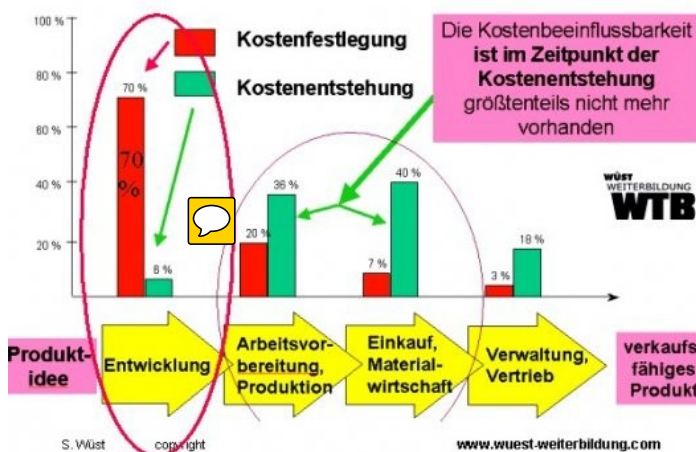 100 %
80 %
60 %
40 %
20 %
Kostenfestlegung
Kostenentstehung
Die Kostenbeeinflussbarkeit
ist im Zeitpunkt der
Kostenentstehung
größtenteils nicht mehr
vorhanden
WÜST
WEITERBILDUNG
WTB
70 %
70
%
6 %
20 %
36 %
7 %
40 %
3 %
18 %
Produkt-
idee
Entwicklung
Arbeitsvor-
bereitung,
Produktion
Einkauf,
Material-
wirtschaft
Verwaltung,
Vertrieb
verkaufs
fähiges
Produkt
S. Wüst
copyright
www.wuest-weiterbildung.com